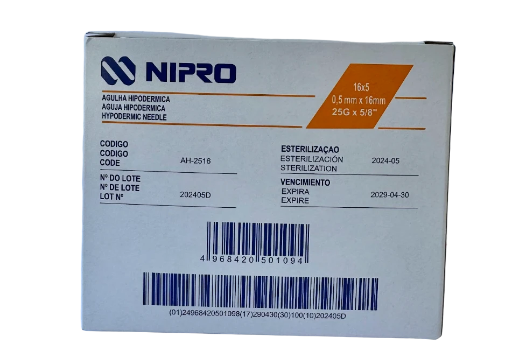 NIPRO
AGULHA HIPODERMICA
AGUJA HIPODERMICA
HYPODERMIC NEEDLE
16x5
0,5 mm x 16mm
25G x 5/8"
CODIGO
CODIGO
CODE AH-2516
ESTERILIZAÇAO
ESTERILIZACIÓN 2024-05
STERILIZATION
Nº DO LOTE
Nº DE LOTE 202405D
LOT Nº
VENCIMIENTO
EXPIRA 2029-04-30
EXPIRE
4 968420 501094
(01)24968420501098(17)290430(30)100(10)202405D